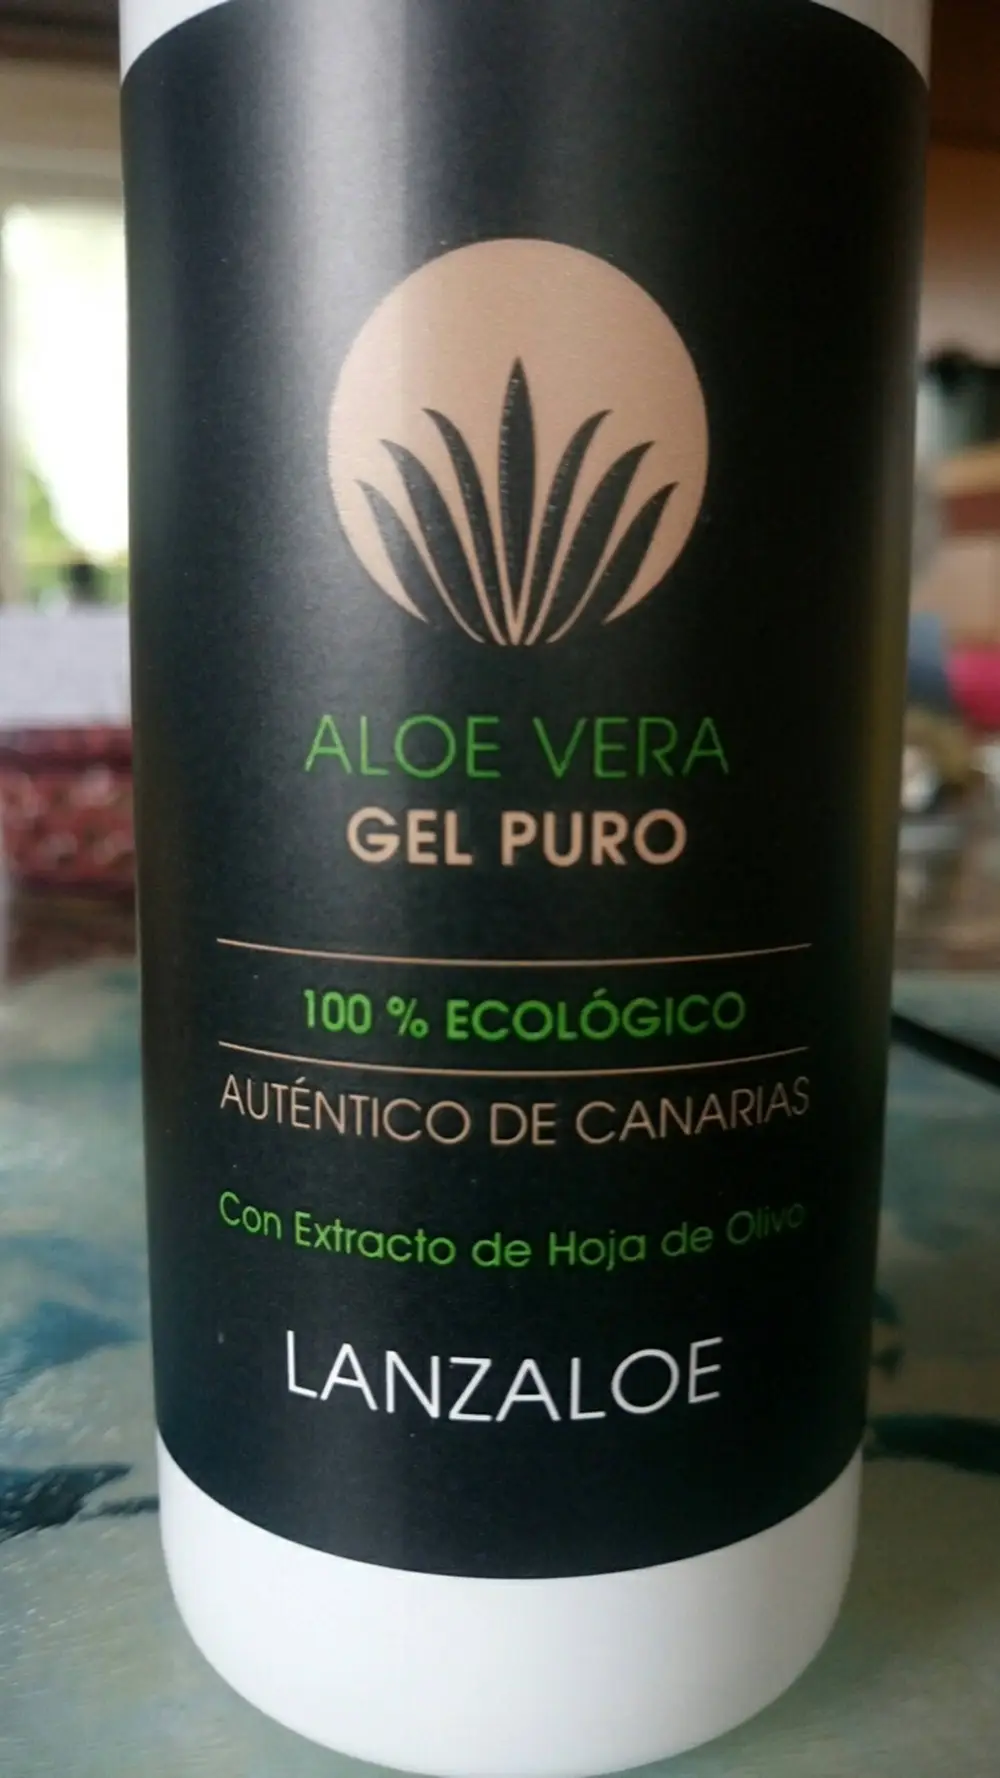 ALOE VERA
GEL PURO
100 % ECOLÓGICO
AUTÉNTICO DE CANARIAS
Con Extracto de Hoja de Olivo
LANZALOE